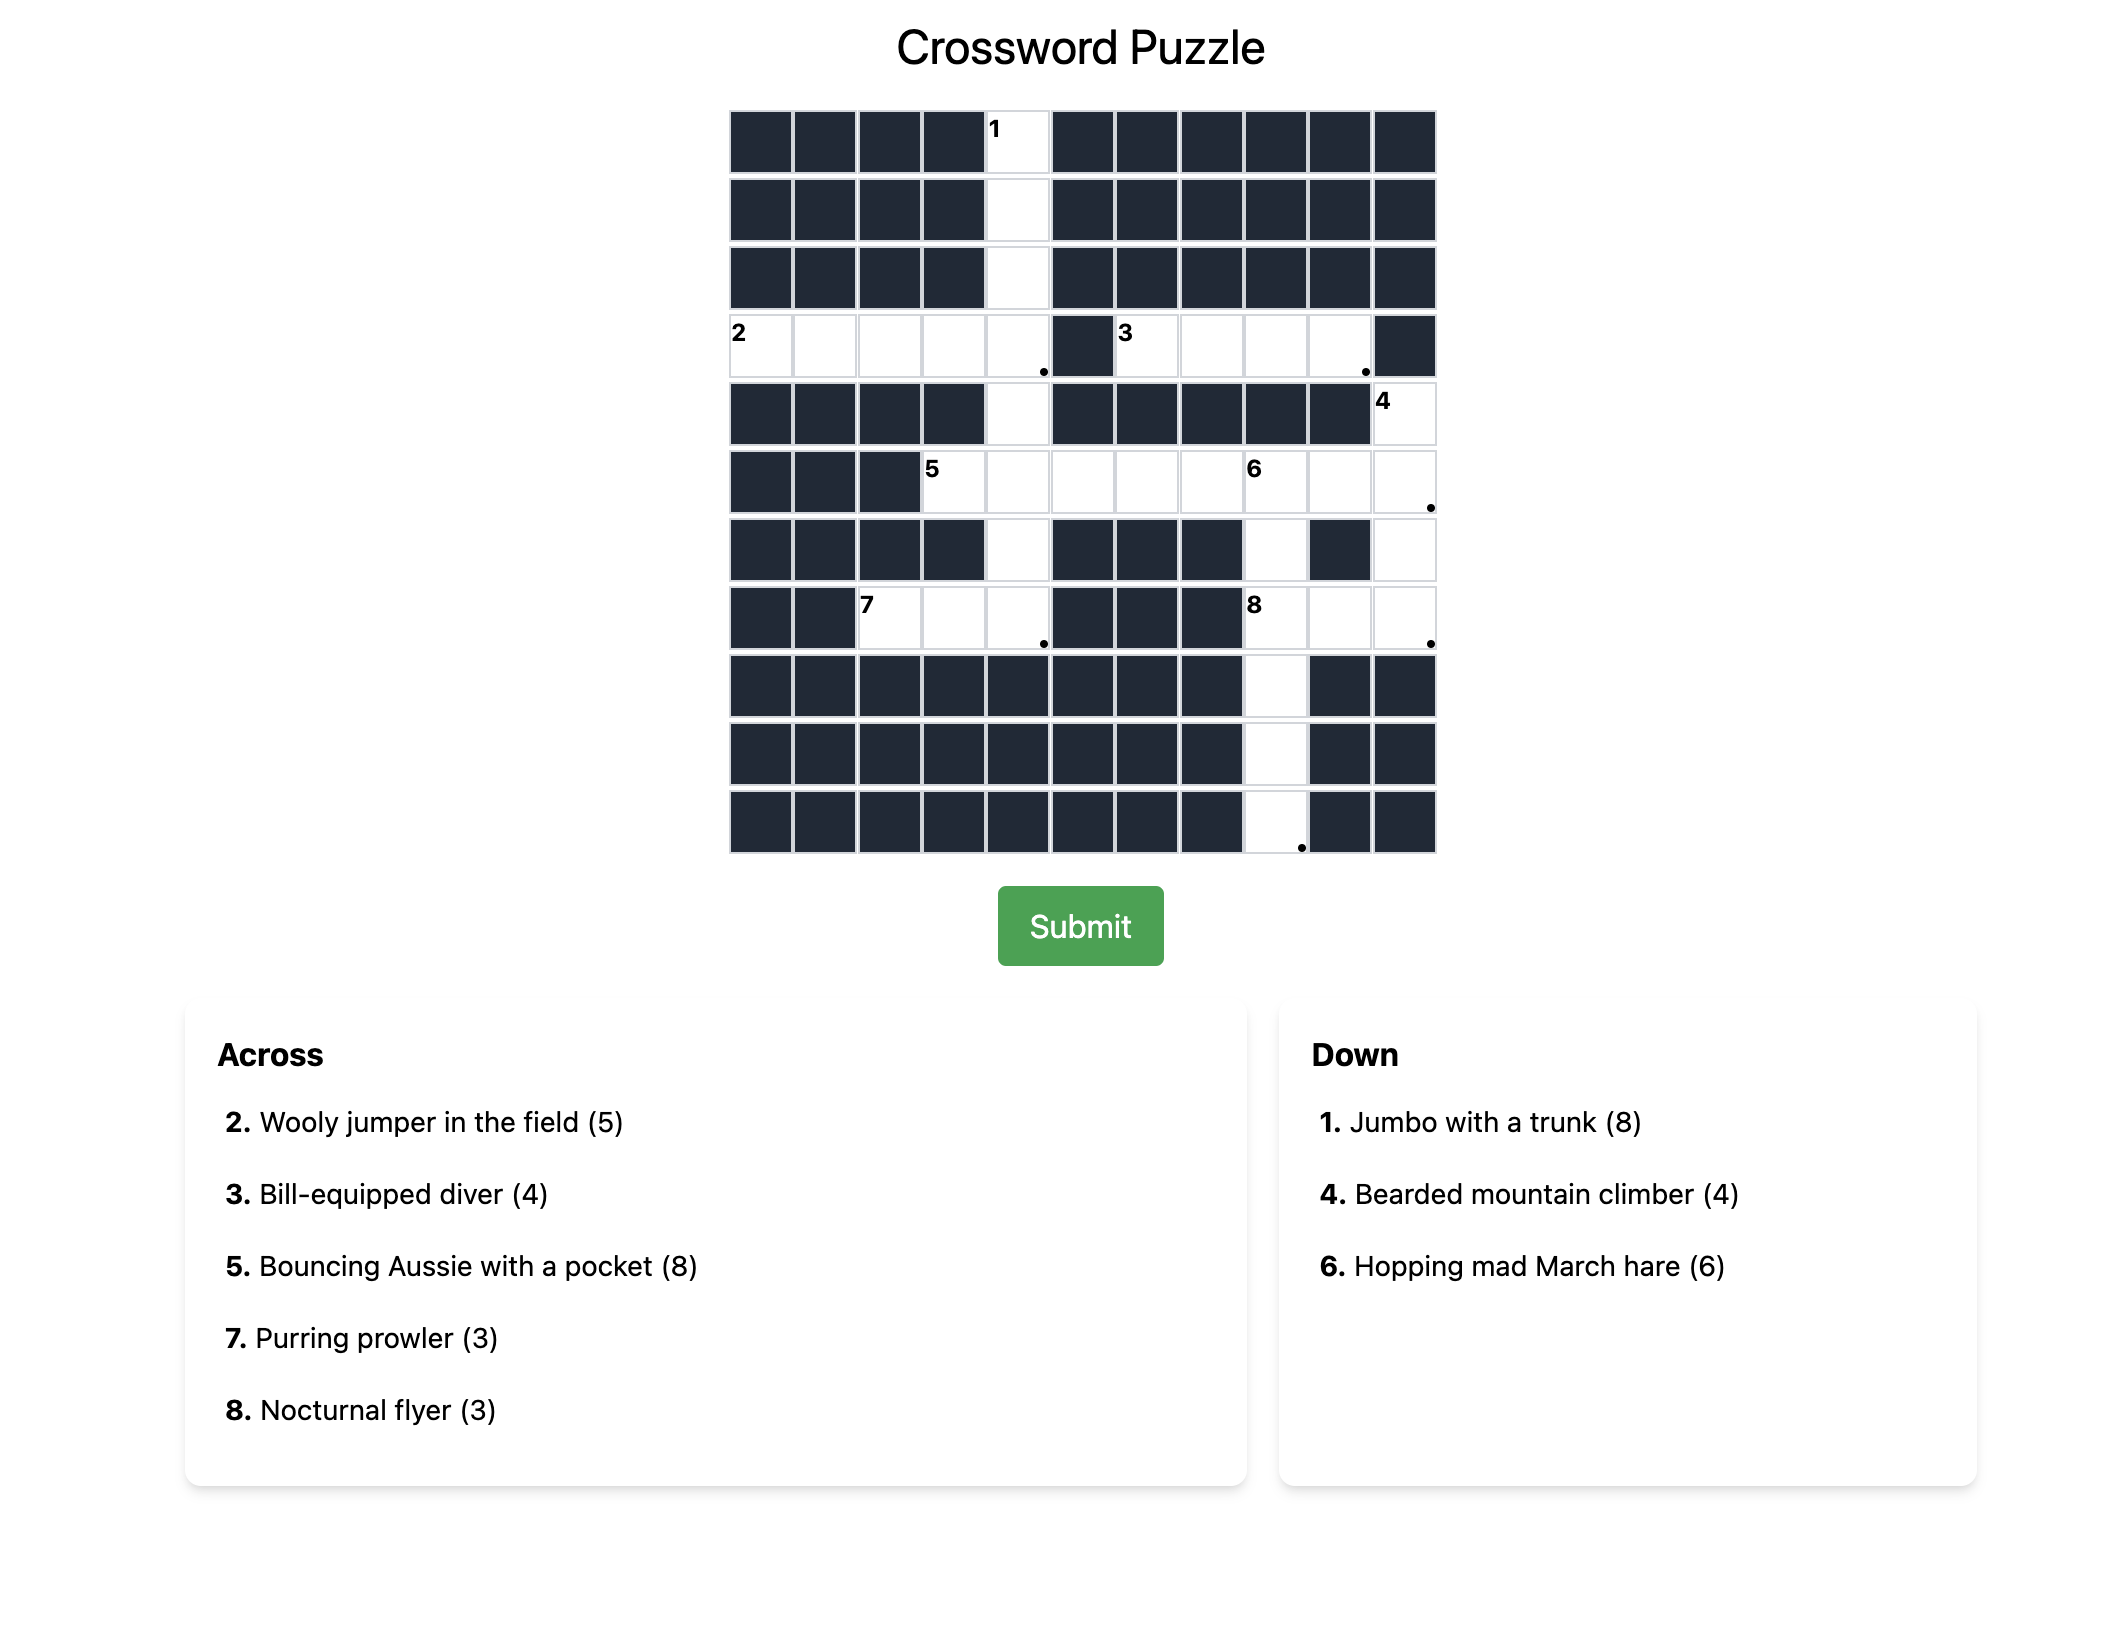 Crossword Puzzle
1
2 3
4
5 6
7 8
Submit
Across
2. Wooly jumper in the field (5)
3. Bill-equipped diver (4)
5. Bouncing Aussie with a pocket (8)
7. Purring prowler (3)
8. Nocturnal flyer (3)
Down
1. Jumbo with a trunk (8)
4. Bearded mountain climber (4)
6. Hopping mad March hare (6)